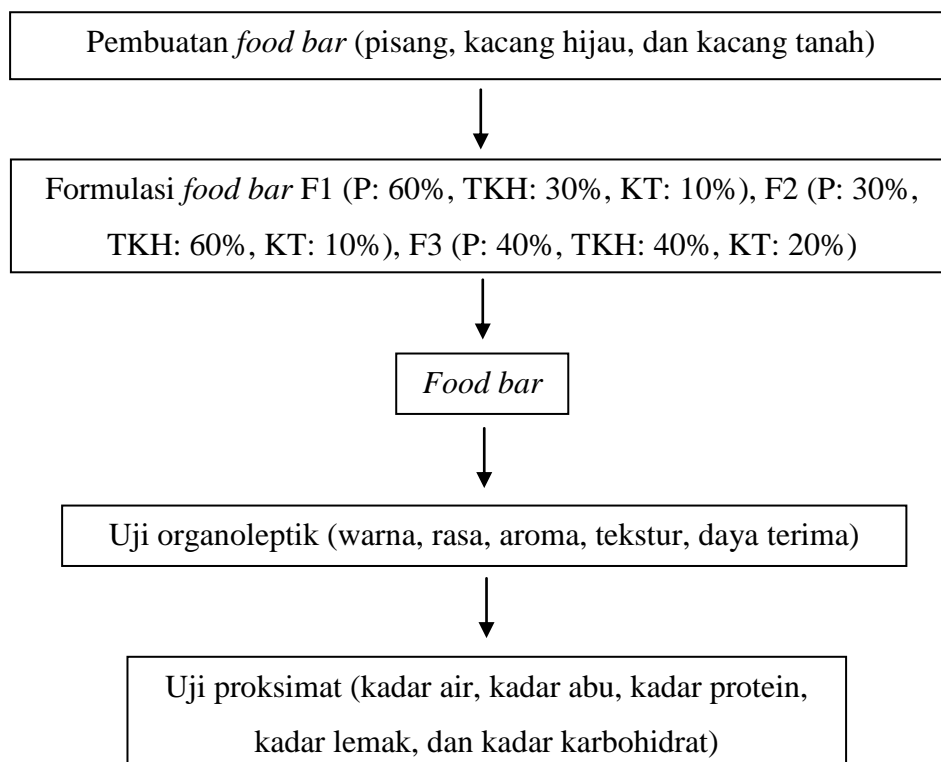 Pembuatan food bar (pisang, kacang hijau, dan kacang tanah)
Formulasi food bar F1 (P: 60%, TKH: 30%, KT: 10%), F2 (P: 30%,
TKH: 60%, KT: 10%), F3 (P: 40%, TKH: 40%, KT: 20%)
Food bar
Uji organoleptik (warna, rasa, aroma, tekstur, daya terima)
Uji proksimat (kadar air, kadar abu, kadar protein,
kadar lemak, dan kadar karbohidrat)